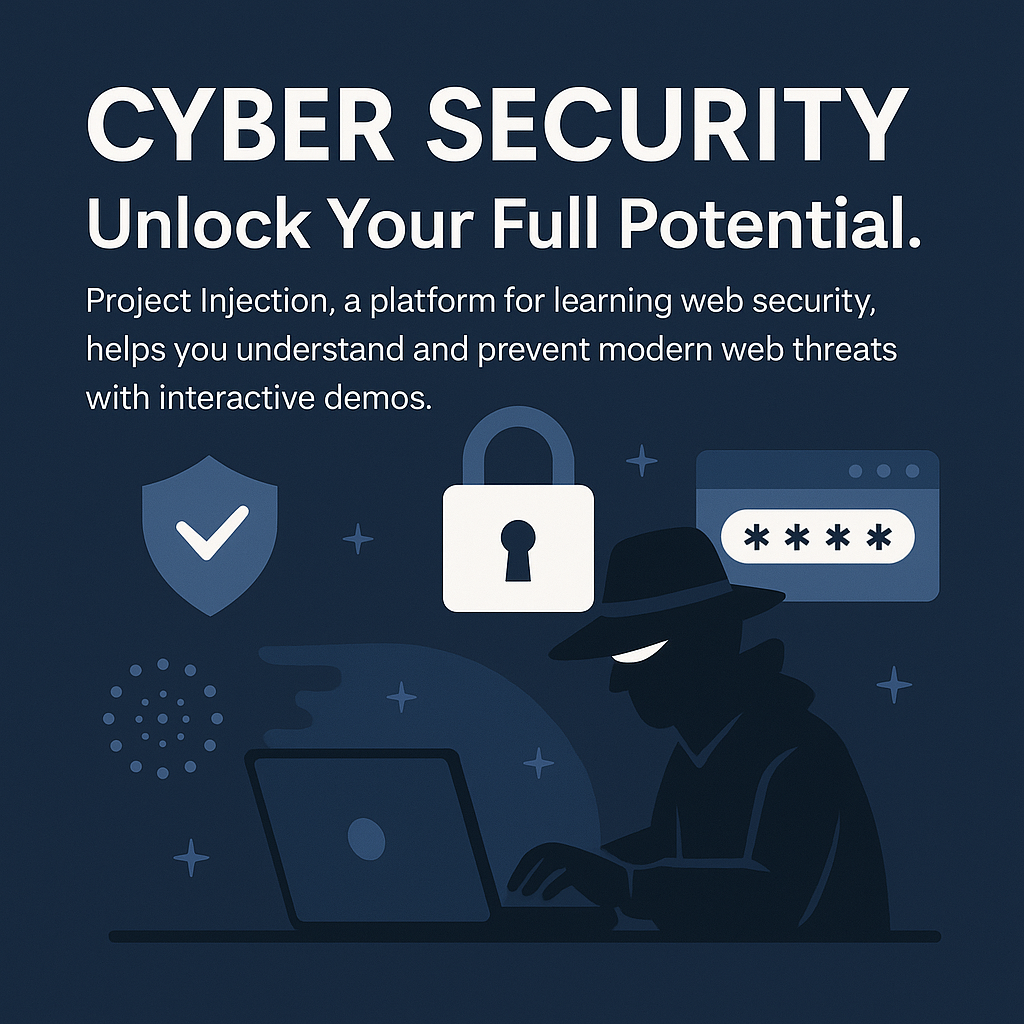 CYBER SECURITY
Unlock Your Full Potential.
Project Injection, a platform for learning web security,
helps you understand and prevent modern web threats
with interactive demos.
****